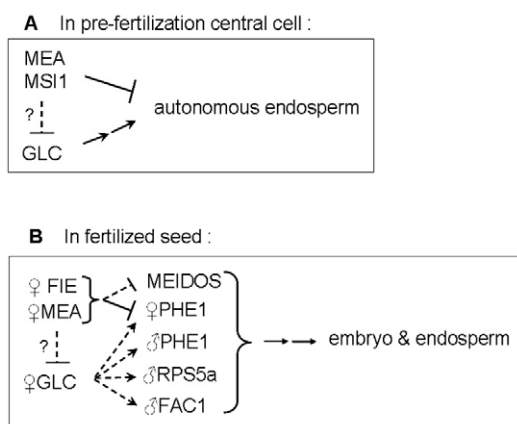 A In pre-fertilization central cell :
MEA
MSI1
autonomous endosperm
?
GLC
B In fertilized seed :
♀ FIE
♀MEA
?
♀GLC
MEIDOS
♀PHE1
♂PHE1
♂RPS5a
♂FAC1
embryo & endosperm